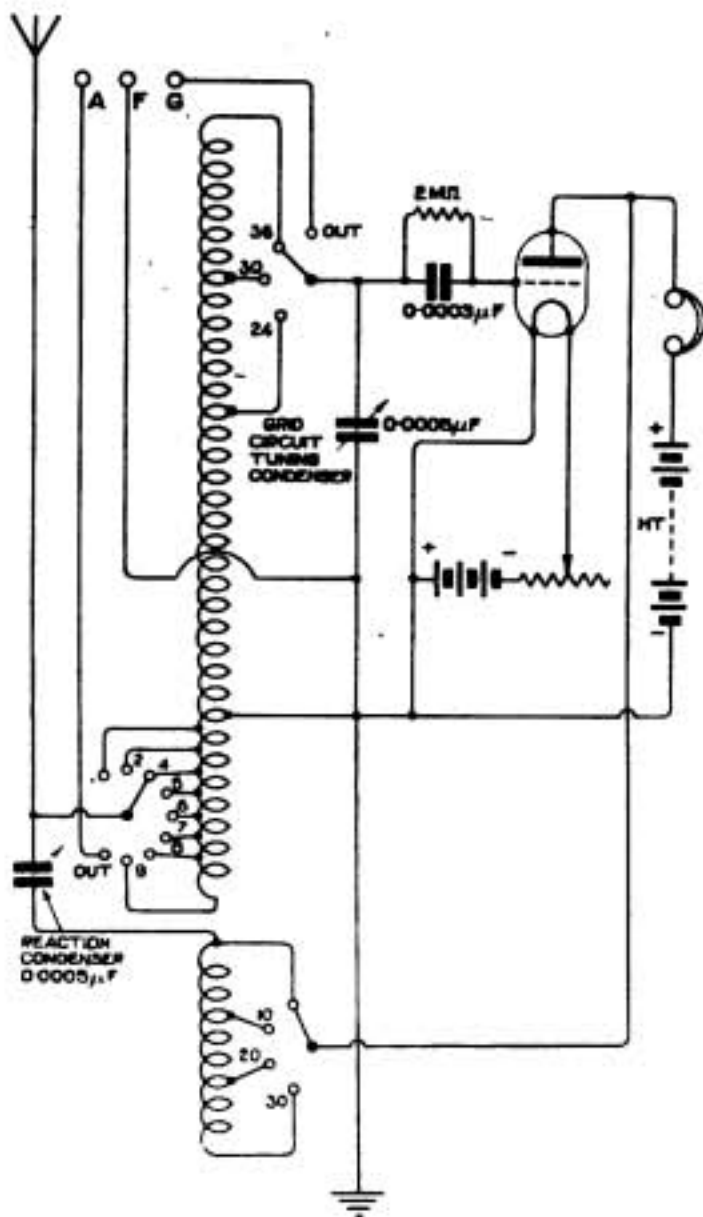 A F G
OUT
36
30
24
2MΩ
0·0003μF
GRID
CIRCUIT
TUNING
CONDENSER
0·0005μF
+
-
+
HT
-
2
4
5
6
7
8
9
OUT
REACTION
CONDENSER
0·0005μF
10
20
30